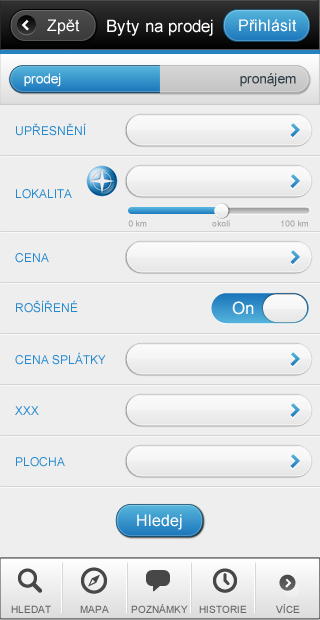 Zpět
Byty na prodej
Přihlásit
prodej
pronájem
UPŘESNĚNÍ
LOKALITA
0 km
okolí
100 km
CENA
ROŠÍŘENÉ
On
CENA SPLÁTKY
XXX
PLOCHA
Hledej
HLEDAT
MAPA
POZNÁMKY
HISTORIE
VÍCE